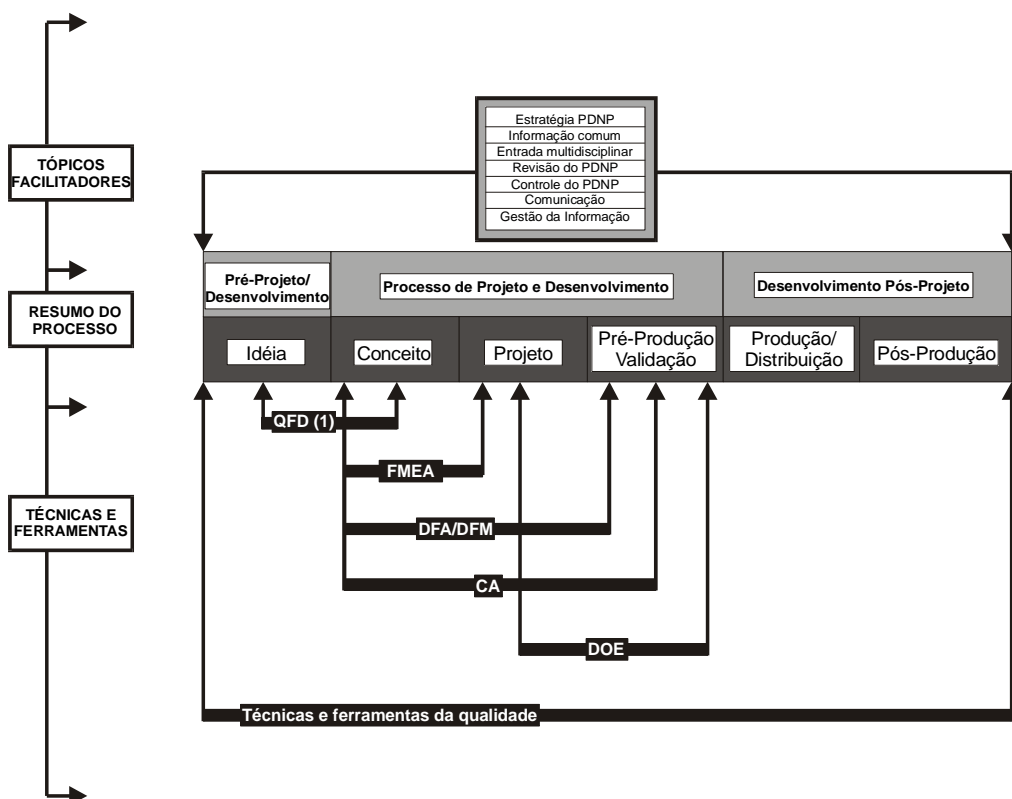 Estratégia PDNP
Informação comum
Entrada multidisciplinar
Revisão do PDNP
Controle do PDNP
Comunicação
Gestão da Informação
TÓPICOS
FACILITADORES
Pré-Projeto/
Desenvolvimento
Processo de Projeto e Desenvolvimento
Desenvolvimento Pós-Projeto
RESUMO DO
PROCESSO
Idéia
Conceito
Projeto
Pré-Produção
Validação
Produção/
Distribuição
Pós-Produção
QFD (1)
FMEA
TÉCNICAS E
FERRAMENTAS
DFA/DFM
CA
DOE
Técnicas e ferramentas da qualidade